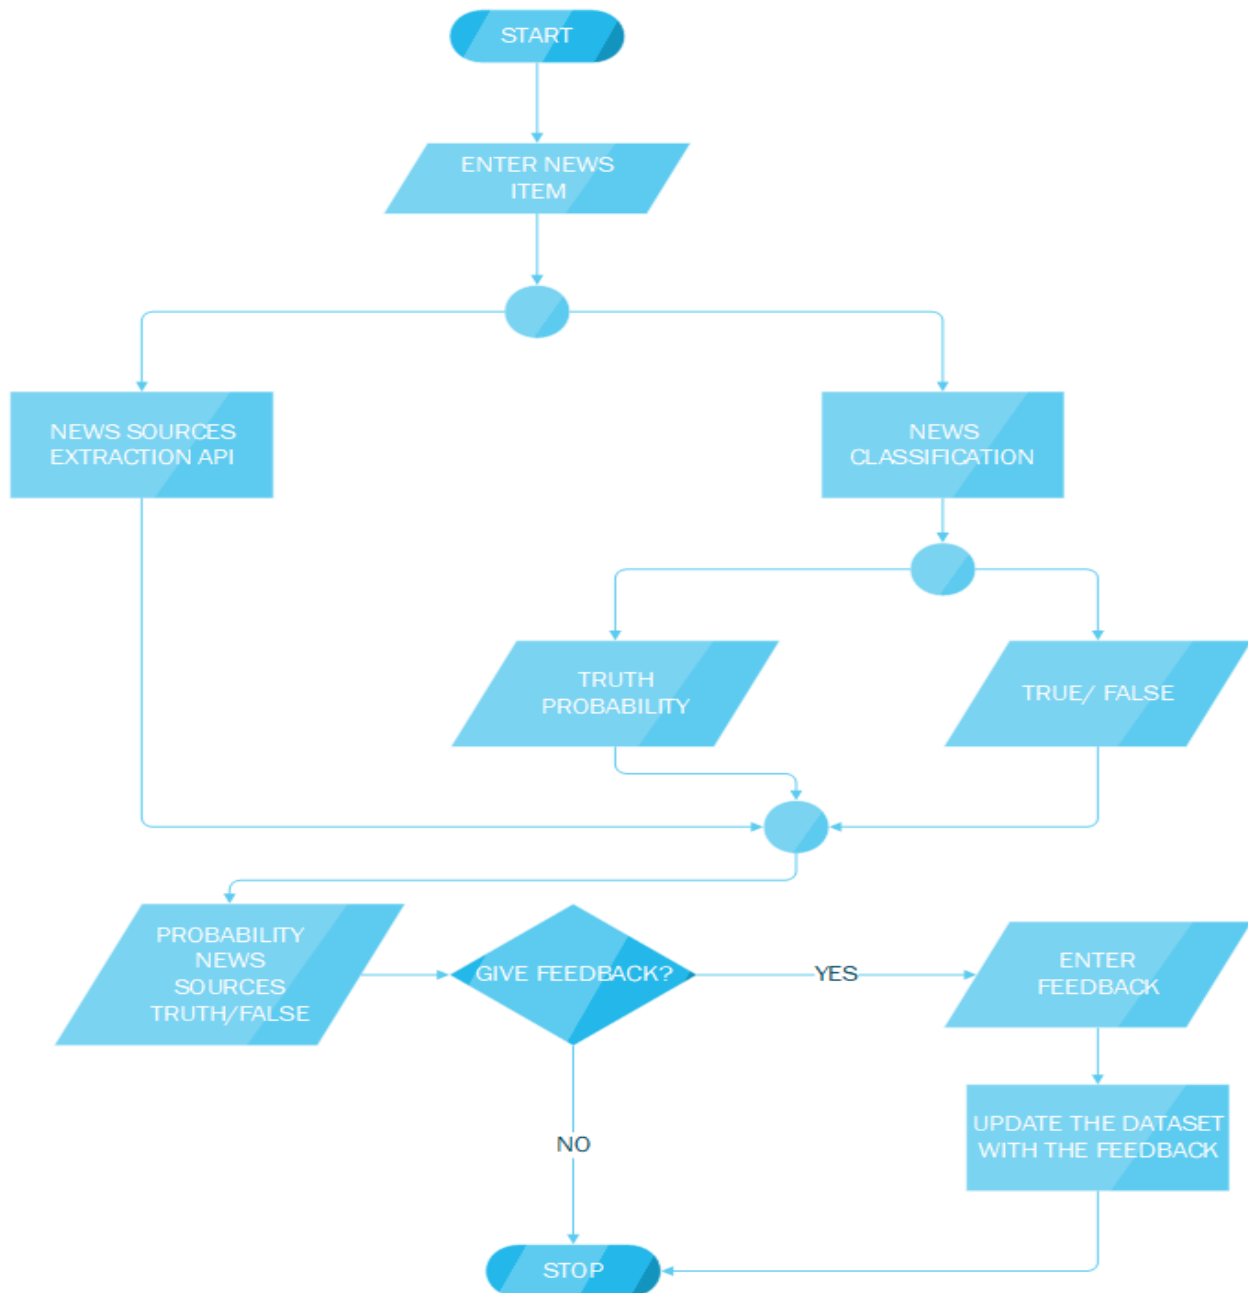 START
ENTER NEWS
ITEM
NEWS SOURCES
EXTRACTION API
NEWS
CLASSIFICATION
TRUTH
PROBABILITY
TRUE/ FALSE
PROBABILITY
NEWS
SOURCES
TRUTH/FALSE
GIVE FEEDBACK?
YES
ENTER
FEEDBACK
UPDATE THE DATASET
WITH THE FEEDBACK
NO
STOP